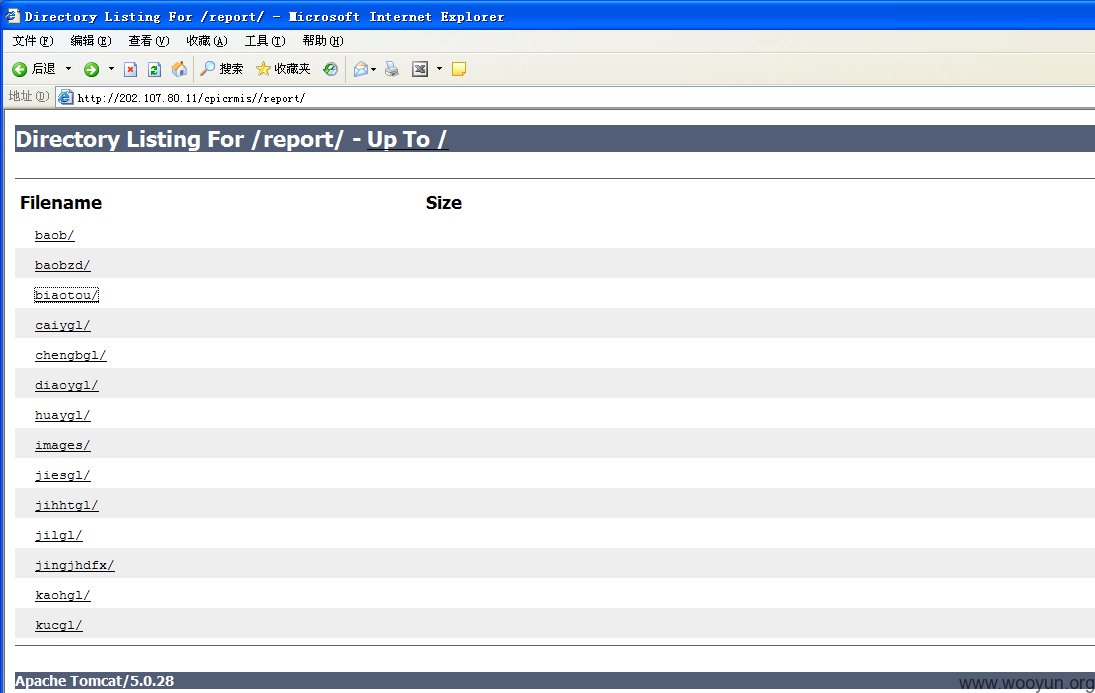 Directory Listing For /report/ - Microsoft Internet Explorer
文件(F) 编辑(E) 查看(V) 收藏(A) 工具(T) 帮助(H)
后退 搜索 收藏夹
地址(D) http://202.107.80.11/cpicrmis//report/
Directory Listing For /report/ - Up To /
Filename Size
baob/
baobzd/
biaotou/
caiygl/
chengbgl/
diaoygl/
huaygl/
images/
jiesgl/
jihhtgl/
jilgl/
jingjhdfx/
kaohgl/
kucgl/
Apache Tomcat/5.0.28
www.wooyun.org